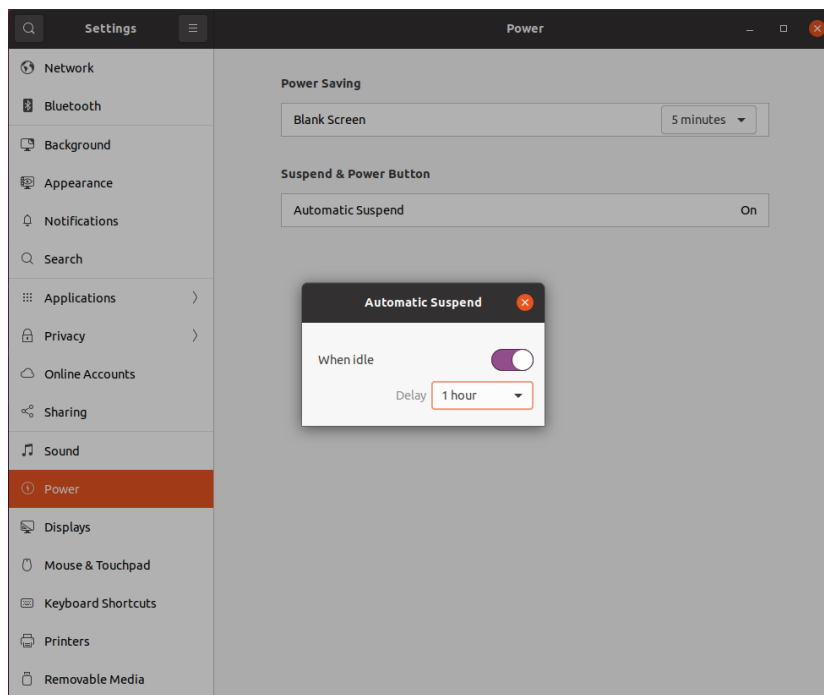 Settings
Power
Network
Bluetooth
Background
Appearance
Notifications
Search
Applications
Privacy
Online Accounts
Sharing
Sound
Power
Displays
Mouse & Touchpad
Keyboard Shortcuts
Printers
Removable Media
Power Saving
Blank Screen 5 minutes
Suspend & Power Button
Automatic Suspend On
Automatic Suspend
When idle
Delay 1 hour